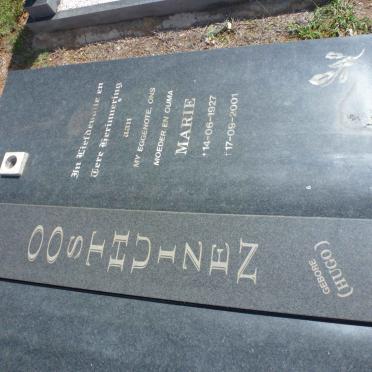 In Liefdevolle en
Tere Herinnering
aan
MY EGGENOTE, ONS
MOEDER EN OUMA
MARIE
*14-06-1927
†17-09-2001
OOSTHUIZEN
GEBORE
(HUGO)